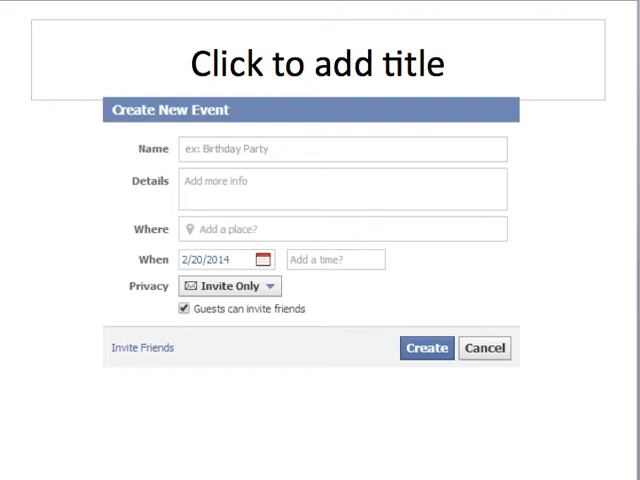 Click to add title
Create New Event
Name ex: Birthday Party
Details Add more info
Where Add a place?
When 2/20/2014 Add a time?
Privacy Invite Only
Guests can invite friends
Invite Friends Create Cancel